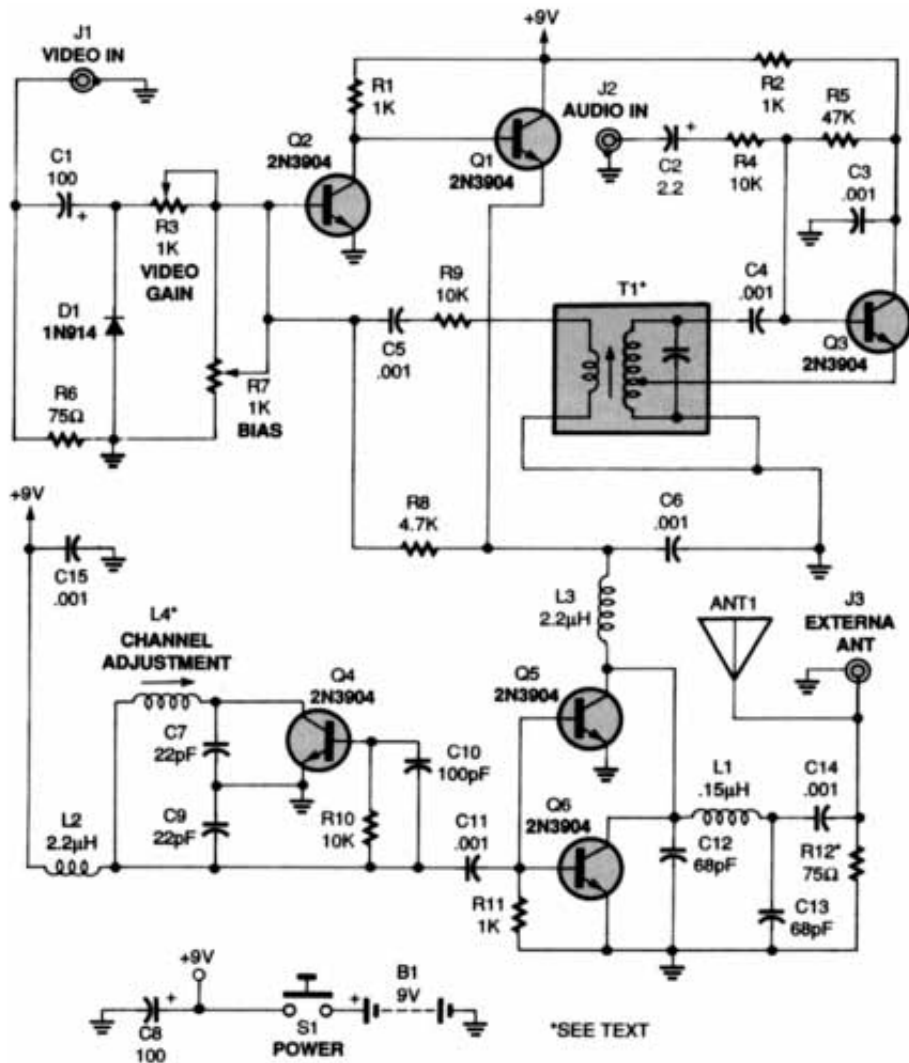 J1
VIDEO IN
+9V
R1
1K
R2
1K
J2
AUDIO IN
R5
47K
Q2
2N3904
Q1
2N3904
C1
100
+
+
C2
2.2
R4
10K
C3
.001
R3
1K
VIDEO
GAIN
R9
10K
T1*
C4
.001
D1
1N914
Q3
2N3904
C5
.001
R7
1K
BIAS
R6
75Ω
+9V
R8
4.7K
C6
.001
C15
.001
L3
2.2μH
ANT1
J3
EXTERNA
ANT
L4*
CHANNEL
ADJUSTMENT
Q4
2N3904
Q5
2N3904
C7
22pF
C10
100pF
L1
.15μH
C14
.001
Q6
2N3904
C9
22pF
R10
10K
C11
.001
L2
2.2μH
C12
68pF
R12*
75Ω
R11
1K
C13
68pF
+9V
B1
9V
+
+
C8
100
S1
POWER
*SEE TEXT